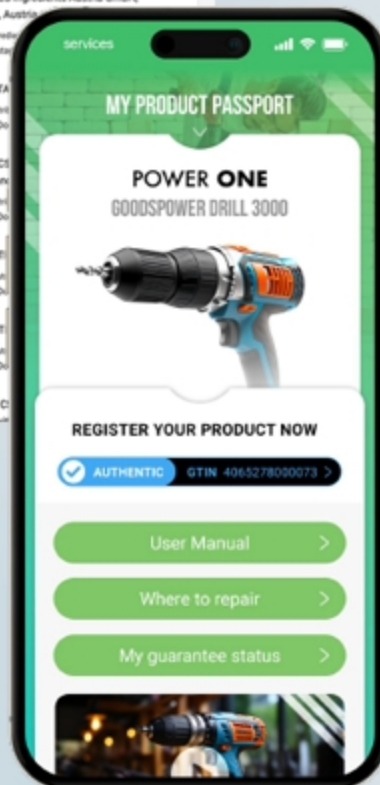 services
MY PRODUCT PASSPORT
POWER ONE
GOODSPOWER DRILL 3000
REGISTER YOUR PRODUCT NOW
AUTHENTIC GTIN 4065278000073
User Manual
Where to repair
My guarantee status